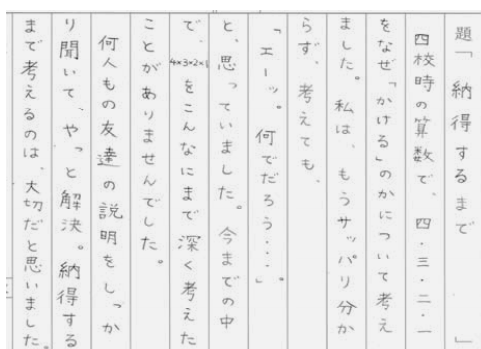 題「納得するまで」
四校時の算数で、四・三・二・一
をなぜ「かける」のかについて考え
ました。私は、もうサッパリ分か
らず、考えても、
「エーッ。何でだろう・・・」。
と、思っていました。今までの中
で、4×3×2×1をこんなにまで深く考えた
ことがありませんでした。
何人もの友達の説明をしっか
り聞いて、やっと解決。納得する
まで考えるのは、大切だと思いました。